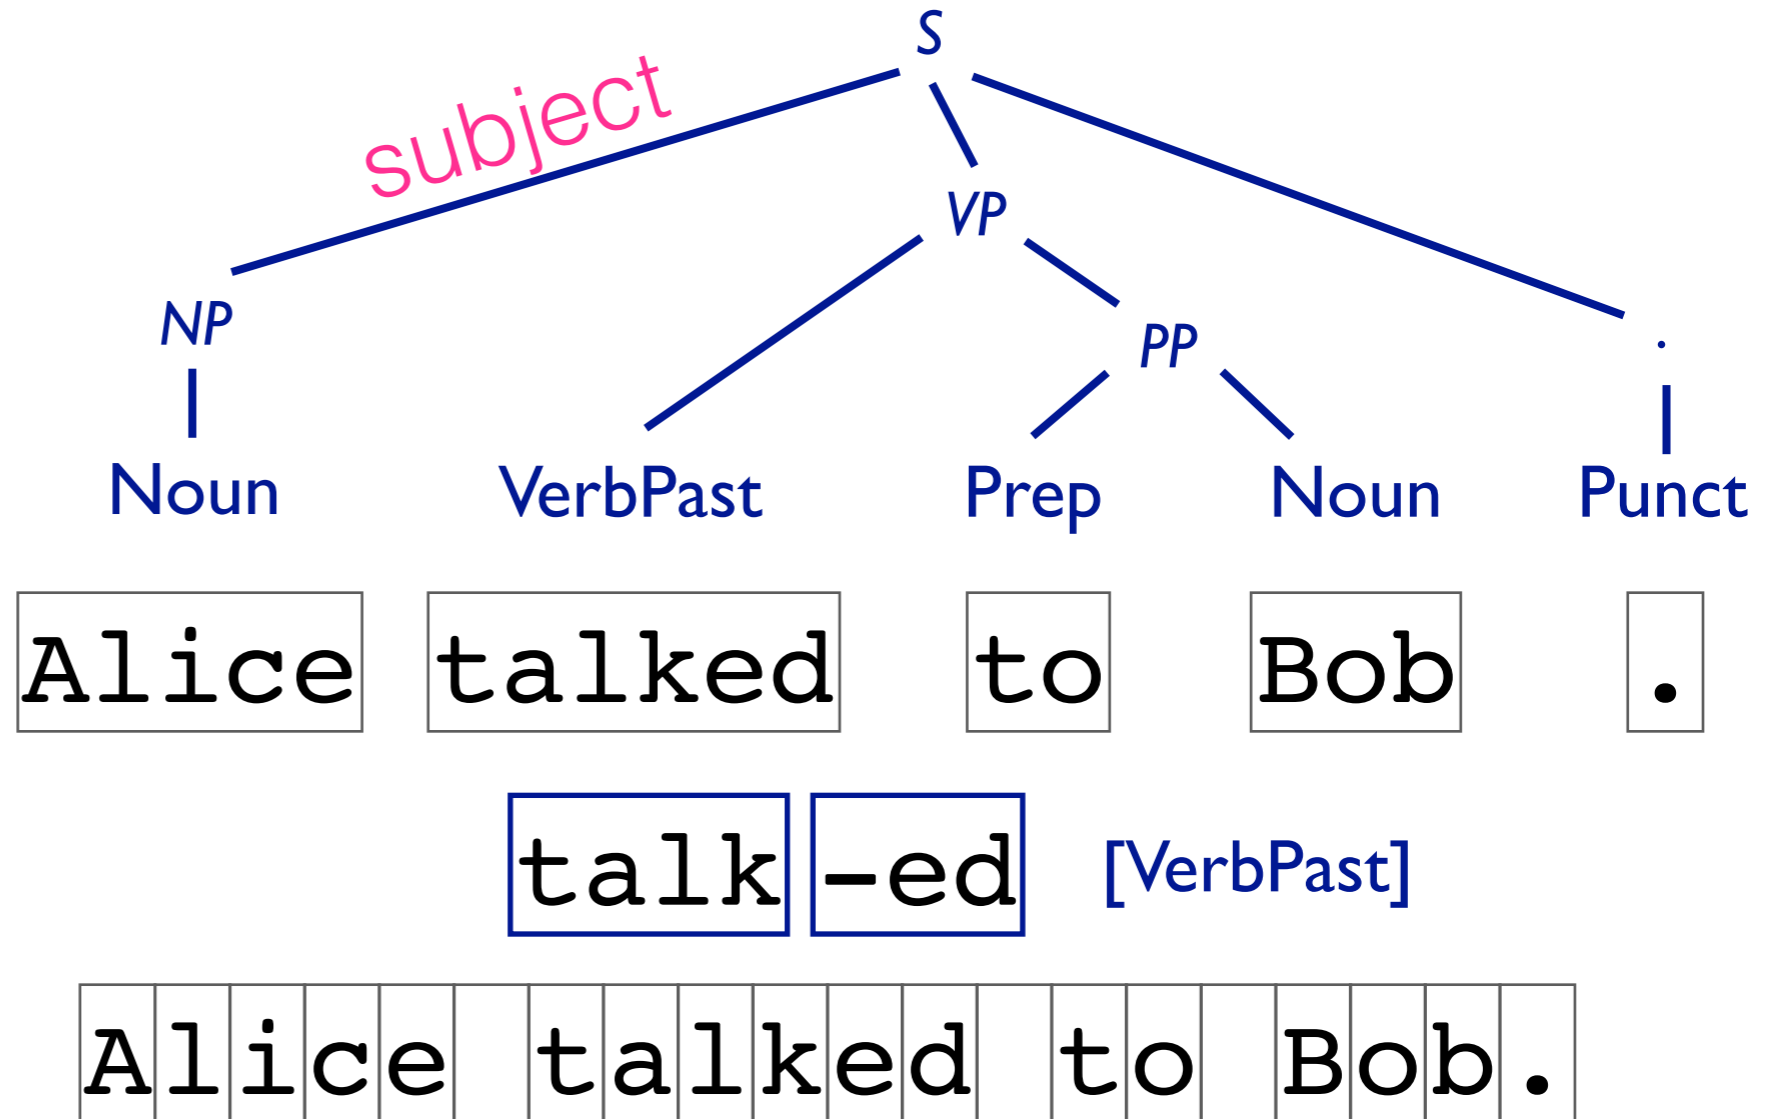 S
subject
VP
NP PP .
Noun VerbPast Prep Noun Punct
Alice talked to Bob .
talk -ed [VerbPast]
Alice talked to Bob.